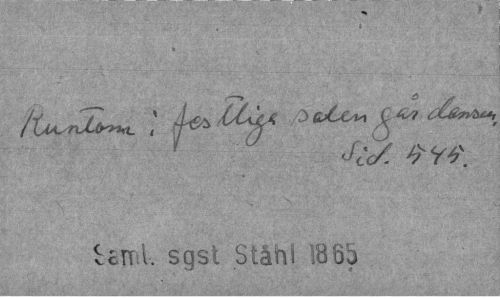 Runtom i festliga salen går dansen,
Sid. 545.
Saml. sgst Ståhl 1865